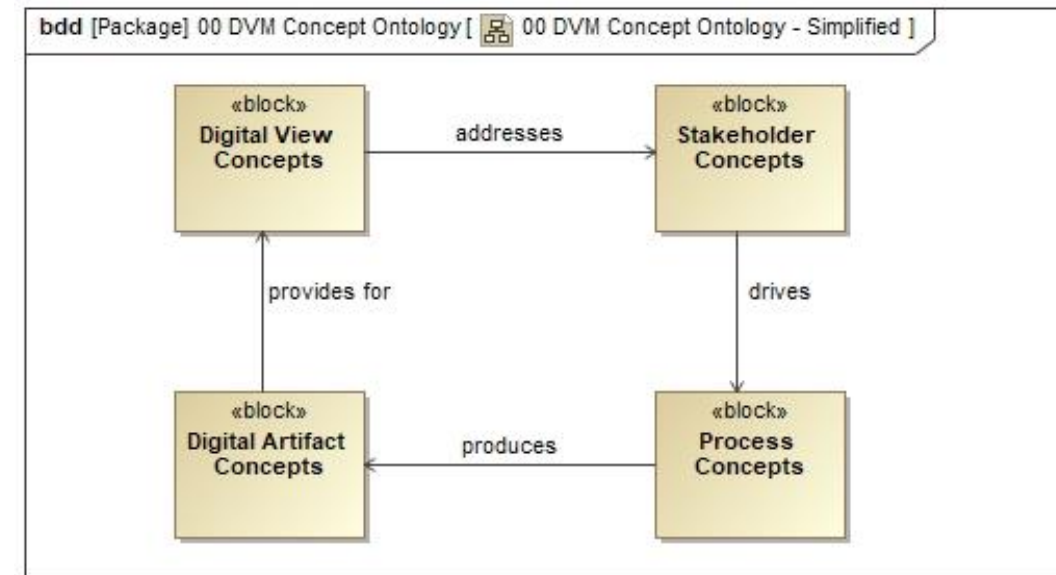 bdd [Package] 00 DVM Concept Ontology [ 00 DVM Concept Ontology - Simplified ]
«block»
Digital View
Concepts
addresses
«block»
Stakeholder
Concepts
provides for
drives
«block»
Digital Artifact
Concepts
produces
«block»
Process
Concepts